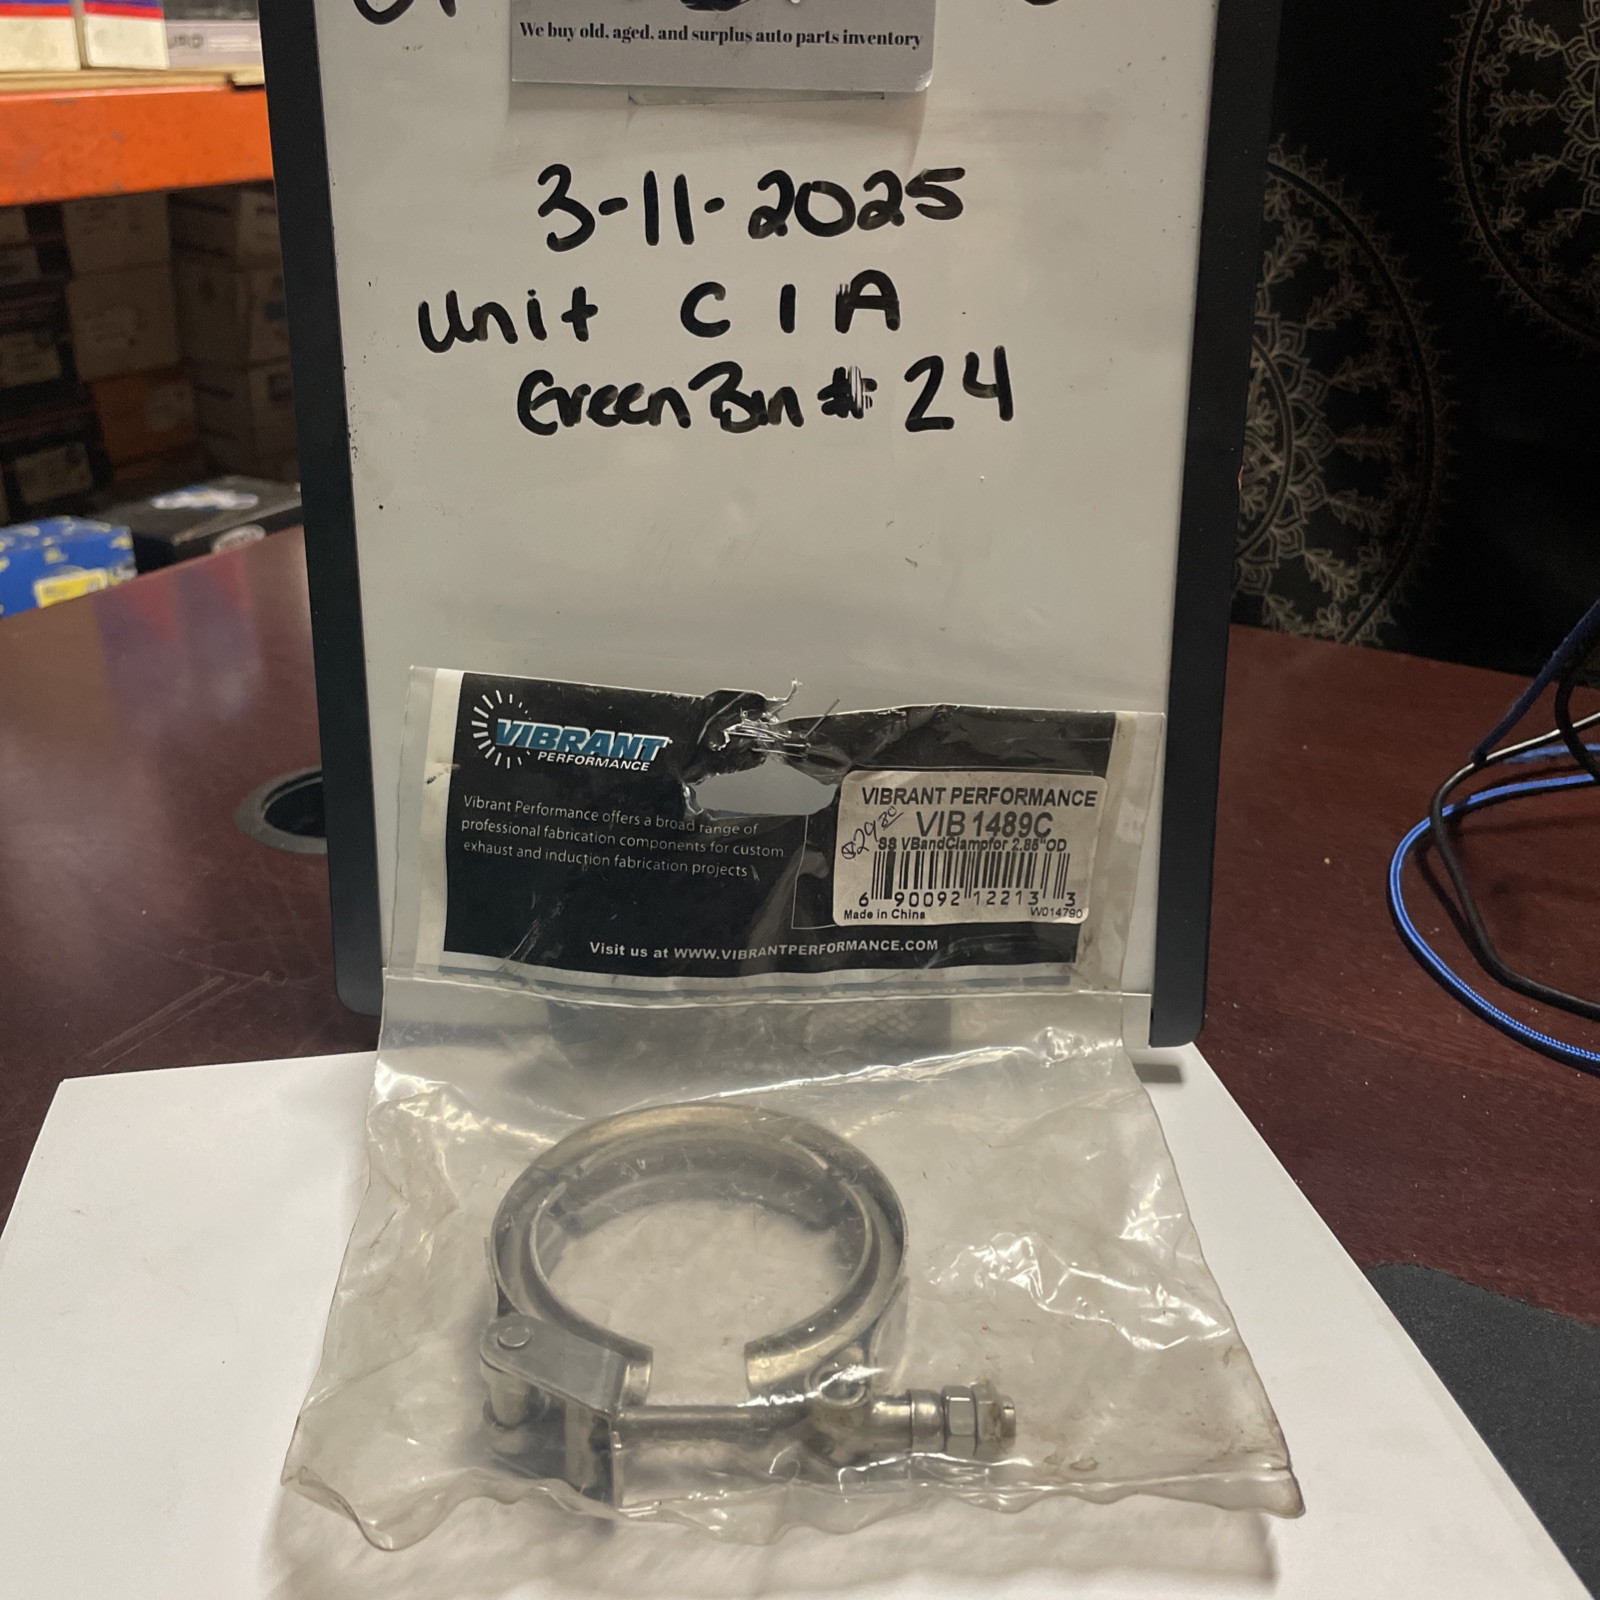 We buy old, aged, and surplus auto parts inventory
3-11-2025
Unit C1A
Green Bin # 24
VIBRANT
PERFORMANCE
Vibrant Performance offers a broad range of
professional fabrication components for custom
exhaust and induction fabrication projects
VIBRANT PERFORMANCE
VIB 1489C
$29.80
SS VBandClampfor 2.86"OD
6 90092 12213 3
Made in China W014790
Visit us at WWW.VIBRANTPERFORMANCE.COM